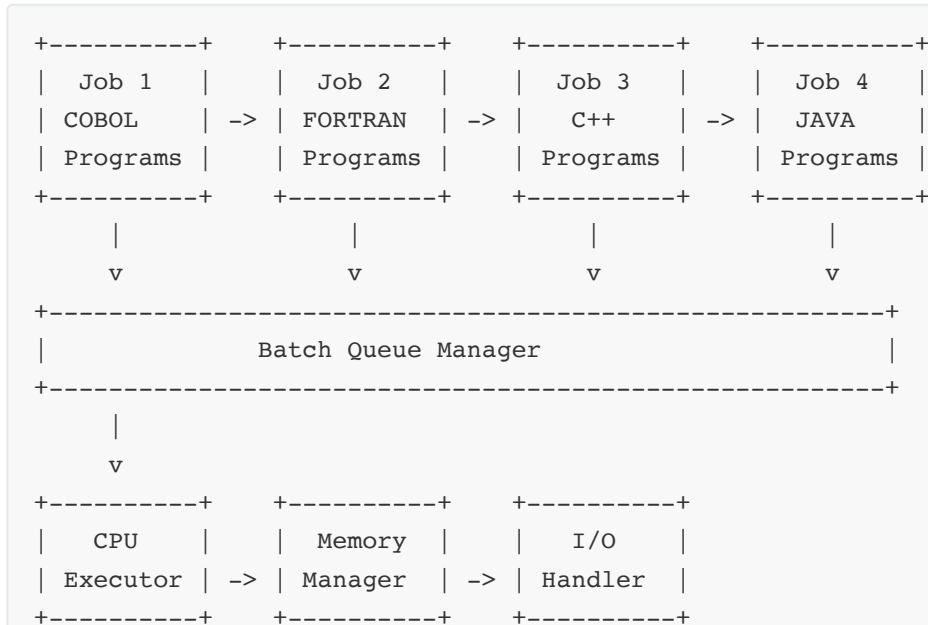 +----------+    +----------+    +----------+    +----------+
|  Job 1   |    |  Job 2   |    |  Job 3   |    |  Job 4   |
| COBOL    | -> | FORTRAN  | -> |   C++    | -> |  JAVA    |
| Programs |    | Programs |    | Programs |    | Programs |
+----------+    +----------+    +----------+    +----------+
     |               |               |               |
     v               v               v               v
+--------------------------------------------------------+
|              Batch Queue Manager                       |
+--------------------------------------------------------+
     |
     v
+----------+    +----------+    +----------+
|   CPU    |    |  Memory  |    |   I/O    |
| Executor | -> | Manager  | -> | Handler  |
+----------+    +----------+    +----------+